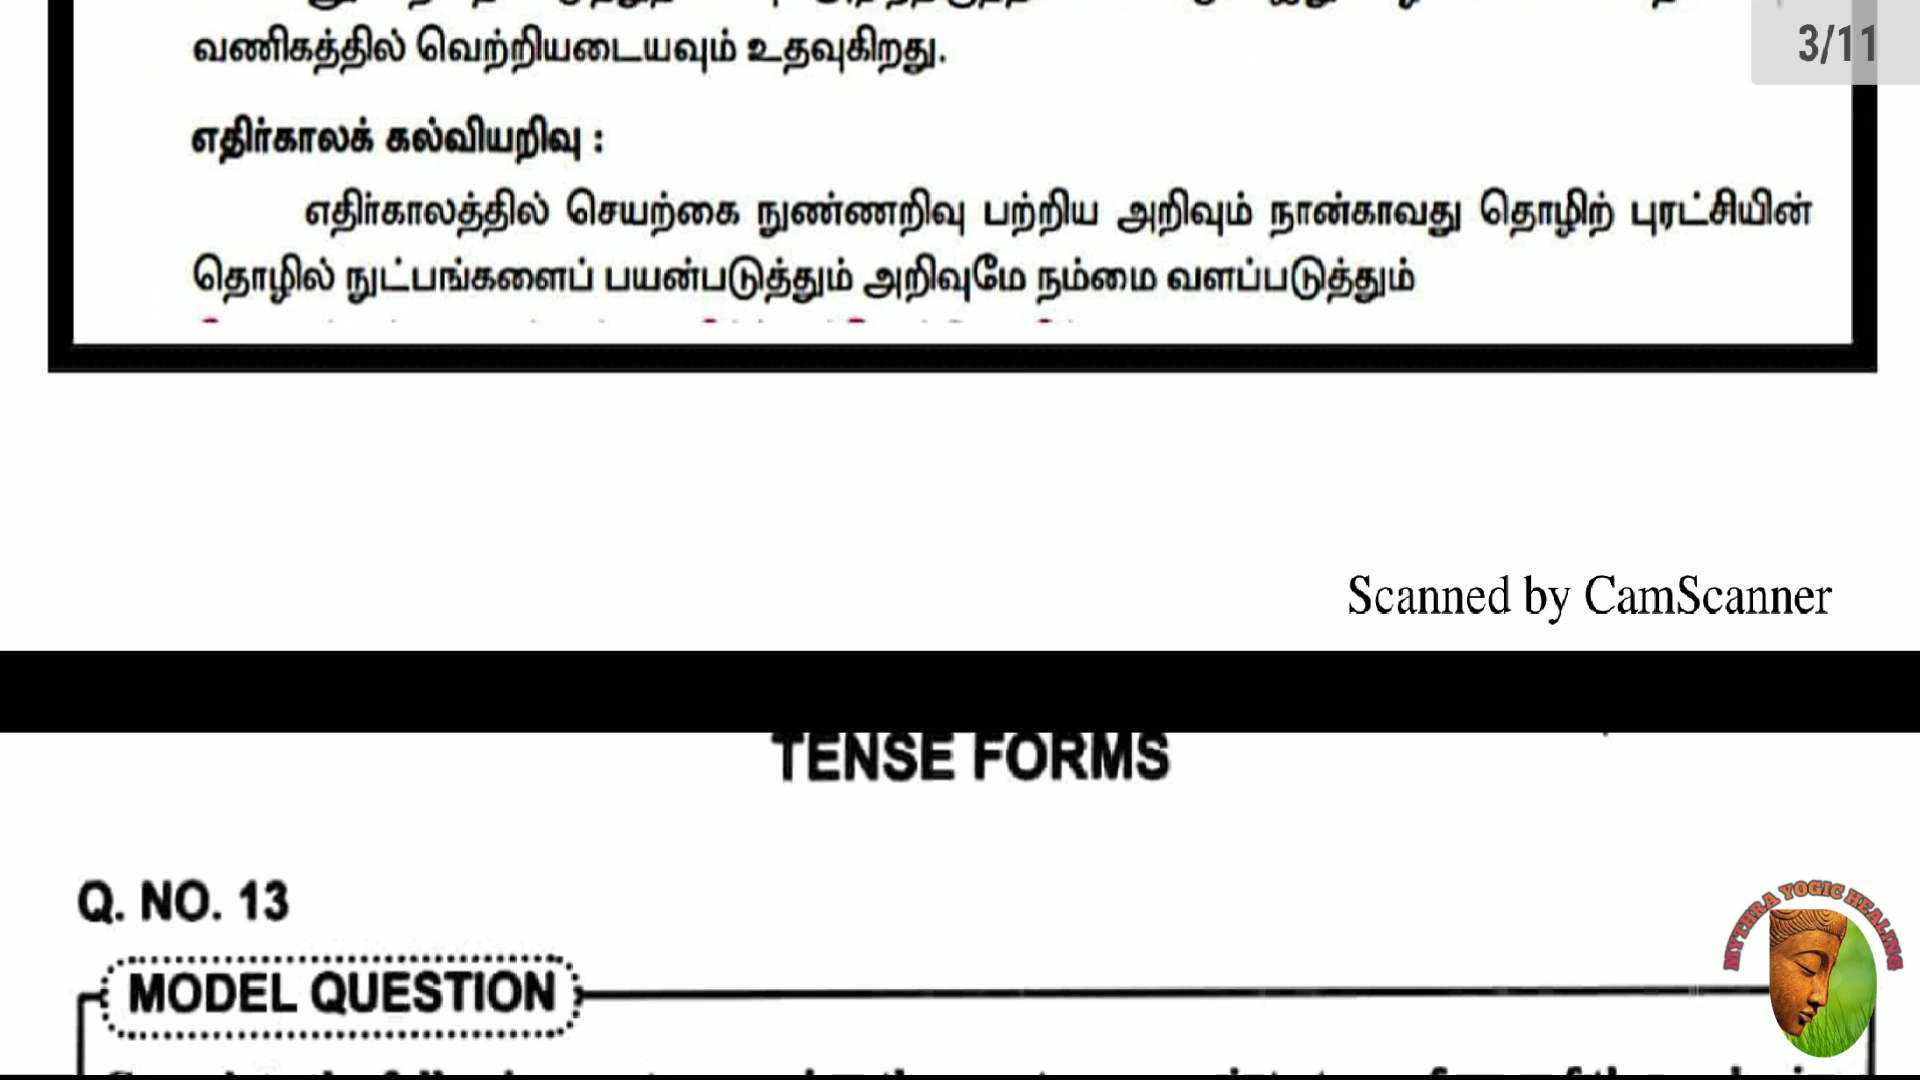 வணிகத்தில் வெற்றியடையவும் உதவுகிறது.
3/11
எதிர்காலக் கல்வியறிவு :
எதிர்காலத்தில் செயற்கை நுண்ணறிவு பற்றிய அறிவும் நான்காவது தொழிற் புரட்சியின்
தொழில் நுட்பங்களைப் பயன்படுத்தும் அறிவுமே நம்மை வளப்படுத்தும்
Scanned by CamScanner
TENSE FORMS
Q. NO. 13
MYTHRA YOGIC HEALING
MODEL QUESTION